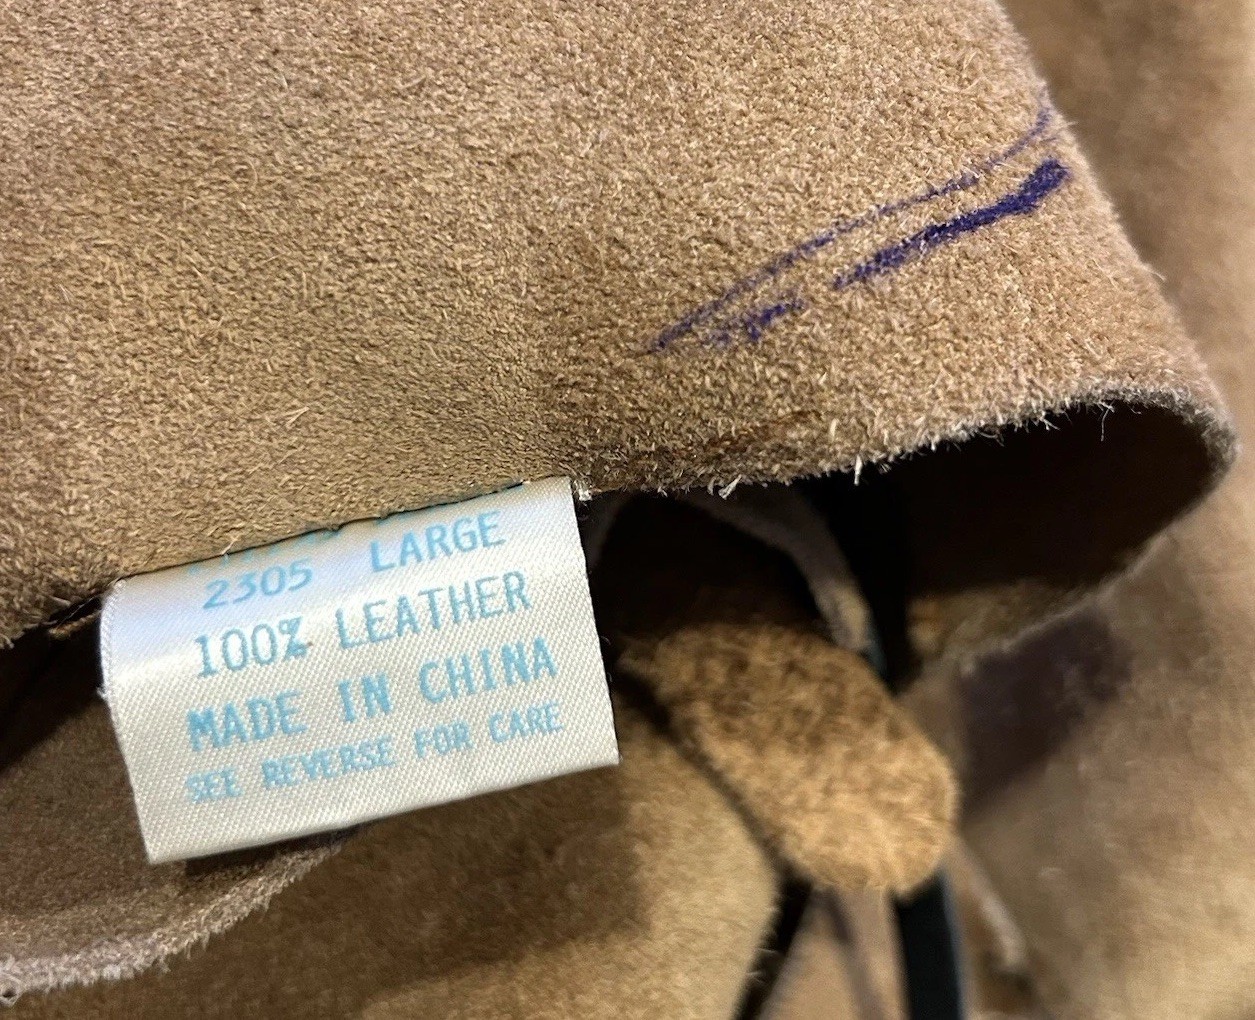 2305 LARGE
100% LEATHER
MADE IN CHINA
SEE REVERSE FOR CARE